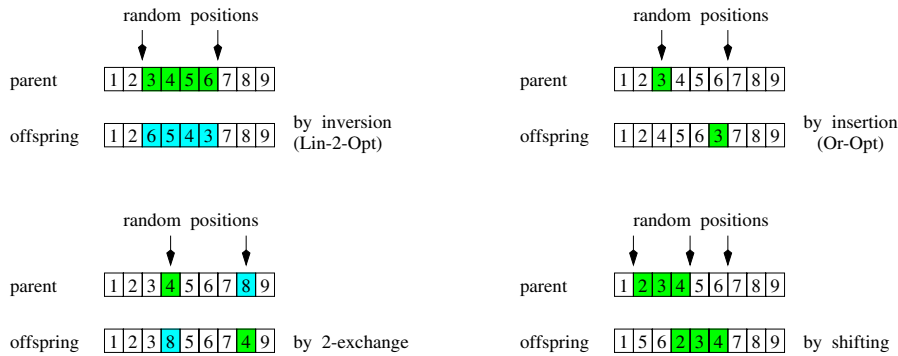 random positions
parent 1 2 3 4 5 6 7 8 9
offspring 1 2 6 5 4 3 7 8 9 by inversion
(Lin-2-Opt)
random positions
parent 1 2 3 4 5 6 7 8 9
offspring 1 2 4 5 6 3 7 8 9 by insertion
(Or-Opt)
random positions
parent 1 2 3 4 5 6 7 8 9
offspring 1 2 3 8 5 6 7 4 9 by 2-exchange
random positions
parent 1 2 3 4 5 6 7 8 9
offspring 1 5 6 2 3 4 7 8 9 by shifting